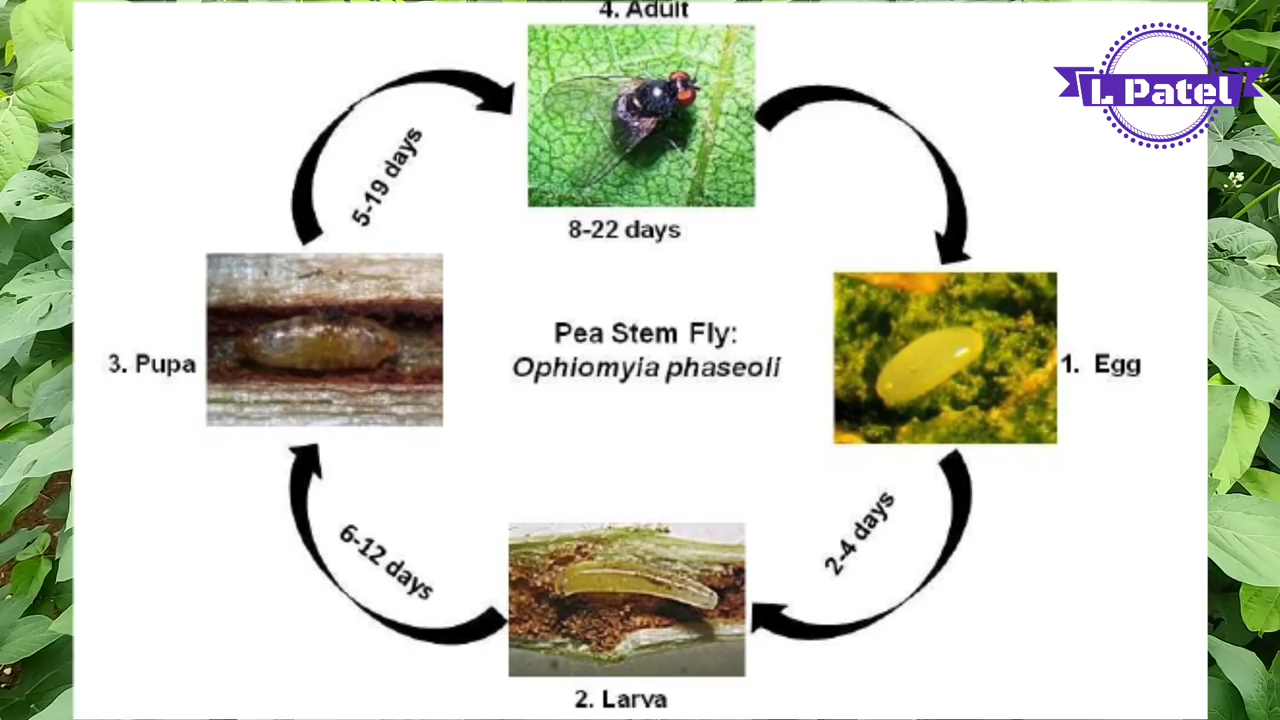 4. Adult
L Patel
5-19 days
8-22 days
Pea Stem Fly:
Ophiomyia phaseoli
3. Pupa
1. Egg
6-12 days
2-4 days
2. Larva